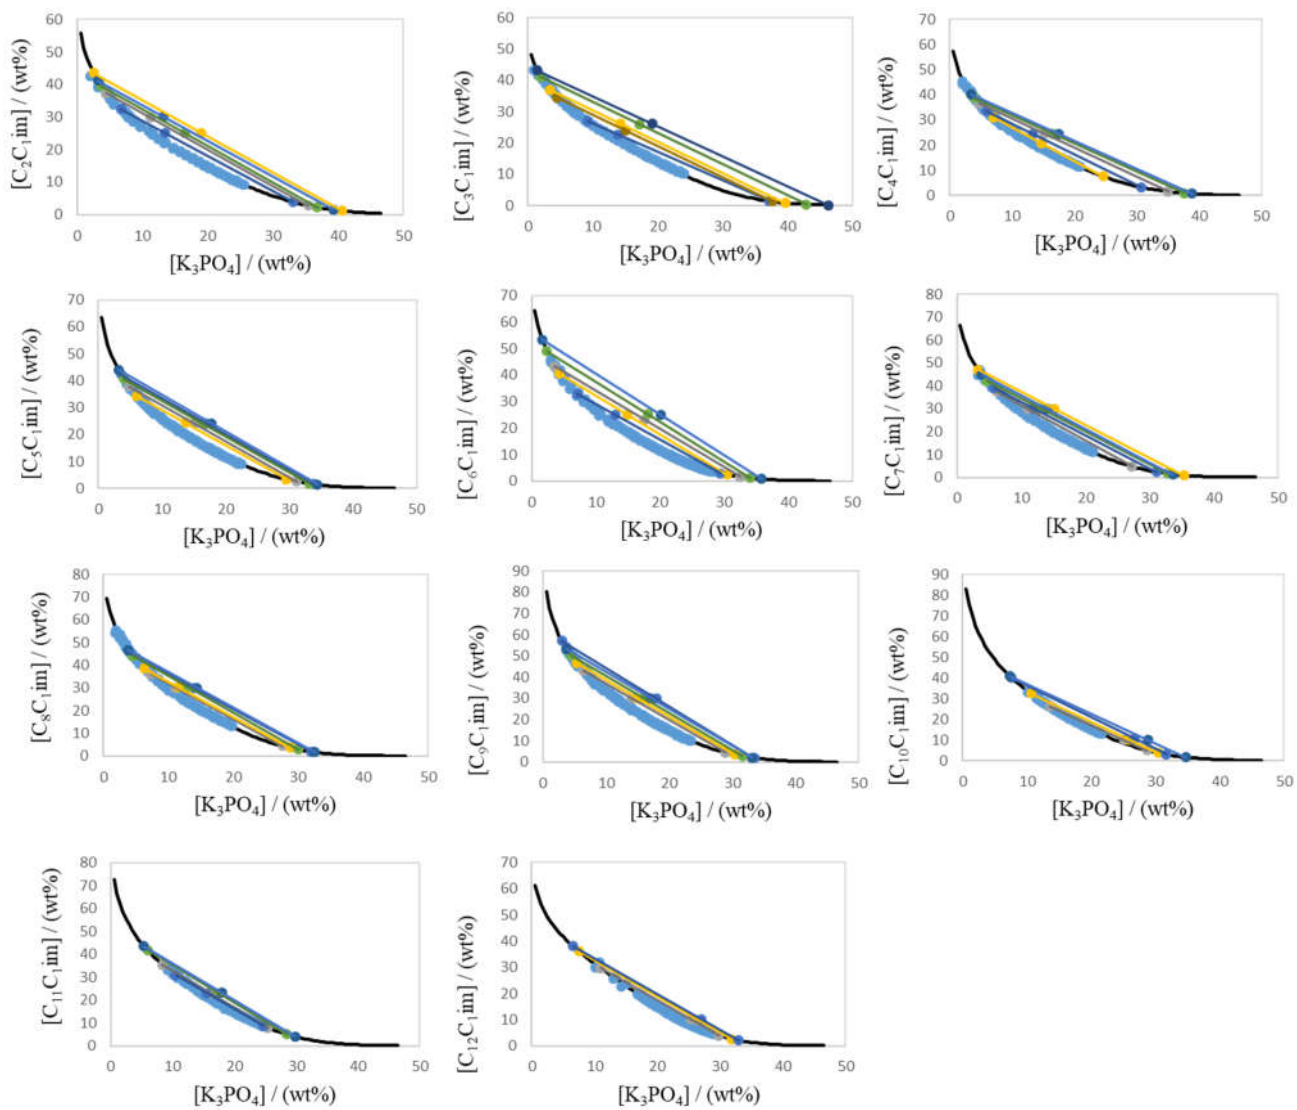 [C₂C₁im] / (wt%)
60
50
40
30
20
10
0
0 10 20 30 40 50
[K₃PO₄] / (wt%)
[C₃C₁im] / (wt%)
60
50
40
30
20
10
0
0 10 20 30 40 50
[K₃PO₄] / (wt%)
[C₄C₁im] / (wt%)
70
60
50
40
30
20
10
0
0 10 20 30 40 50
[K₃PO₄] / (wt%)
[C₅C₁im] / (wt%)
70
60
50
40
30
20
10
0
0 10 20 30 40 50
[K₃PO₄] / (wt%)
[C₆C₁im] / (wt%)
70
60
50
40
30
20
10
0
0 10 20 30 40 50
[K₃PO₄] / (wt%)
[C₇C₁im] / (wt%)
80
70
60
50
40
30
20
10
0
0 10 20 30 40 50
[K₃PO₄] / (wt%)
[C₈C₁im] / (wt%)
80
70
60
50
40
30
20
10
0
0 10 20 30 40 50
[K₃PO₄] / (wt%)
[C₉C₁im] / (wt%)
90
80
70
60
50
40
30
20
10
0
0 10 20 30 40 50
[K₃PO₄] / (wt%)
[C₁₀C₁im] / (wt%)
90
80
70
60
50
40
30
20
10
0
0 10 20 30 40 50
[K₃PO₄] / (wt%)
[C₁₁C₁im] / (wt%)
80
70
60
50
40
30
20
10
0
0 10 20 30 40 50
[K₃PO₄] / (wt%)
[C₁₂C₁im] / (wt%)
70
60
50
40
30
20
10
0
0 10 20 30 40 50
[K₃PO₄] / (wt%)